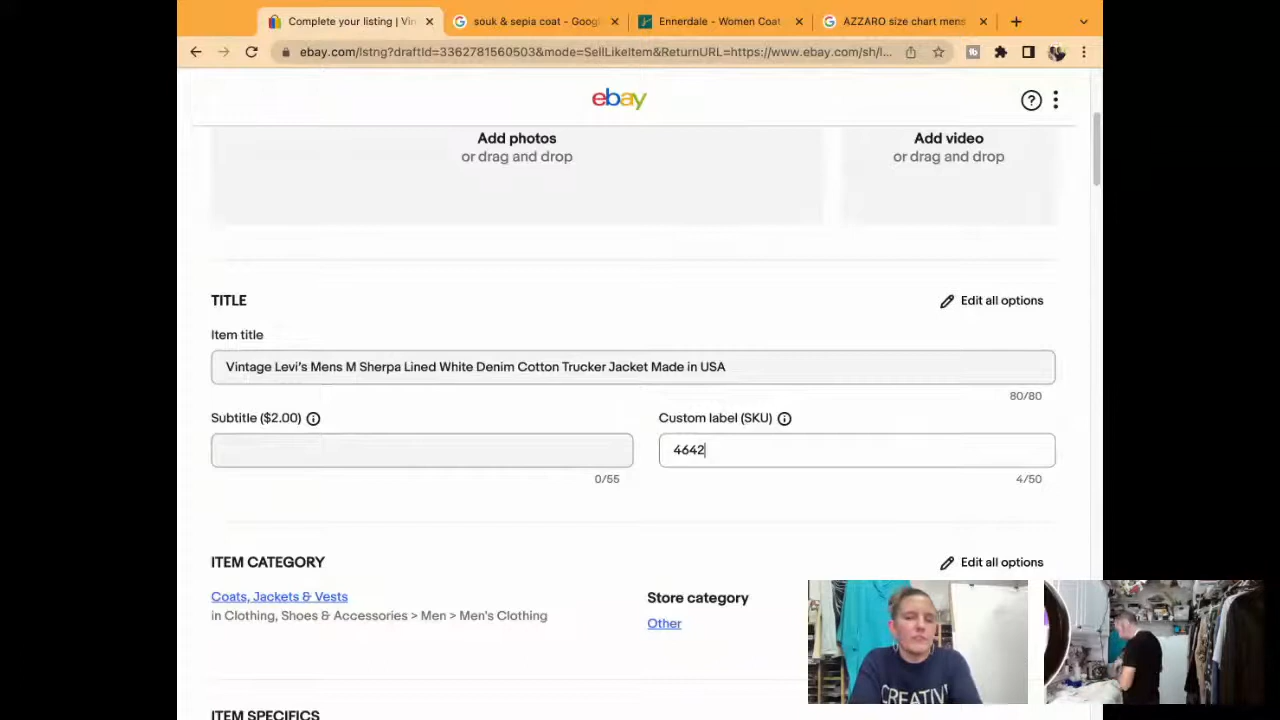 Complete your listing | Vin
souk & sepia coat - Goog
Ennerdale - Women Coat
AZZARO size chart mens
ebay.com/lstng?draftId=3362781560503&mode=SellLikeItem&ReturnURL=https://www.ebay.com/sh/l...
ebay
Add photos
or drag and drop
Add video
or drag and drop
TITLE
Edit all options
Item title
Vintage Levi's Mens M Sherpa Lined White Denim Cotton Trucker Jacket Made in USA
80/80
Subtitle ($2.00)
Custom label (SKU)
4642
0/55
4/50
ITEM CATEGORY
Edit all options
Coats, Jackets & Vests
in Clothing, Shoes & Accessories > Men > Men's Clothing
Store category
Other
ITEM SPECIFICS
CREATIV